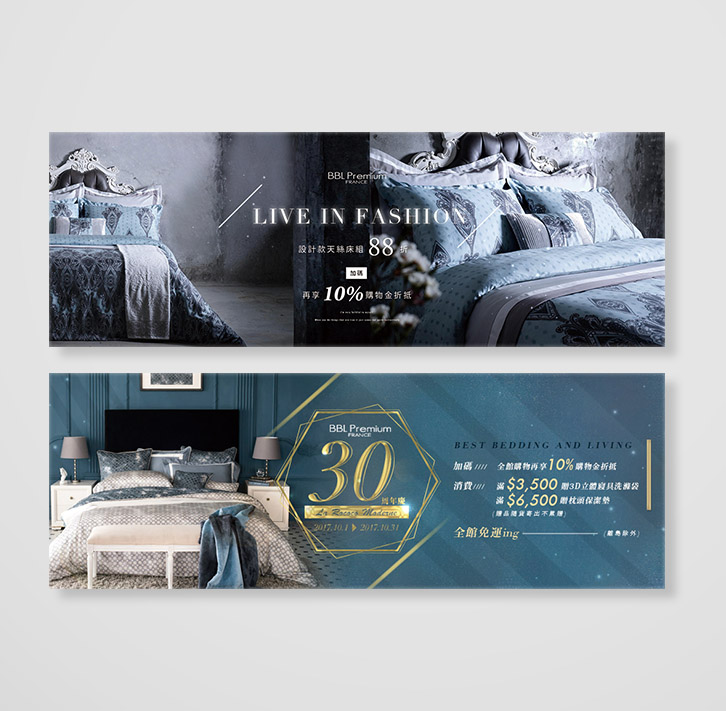 BBL Premium
FRANCE
LIVE IN FASHION
設計款天絲床組 88 折
加碼
再享 10% 購物金折抵
BBL Premium
FRANCE
30 周年慶
Art Rococo Moderne
2017.10.1 ▶ 2017.10.31
BEST BEDDING AND LIVING
加碼 //// 全館購物再享10%購物金折抵
消費 //// 滿 $3,500 贈3D立體寢具洗滌袋
滿 $6,500 贈枕頭保潔墊
(贈品隨貨寄出不累贈)
全館免運ing (離島除外)